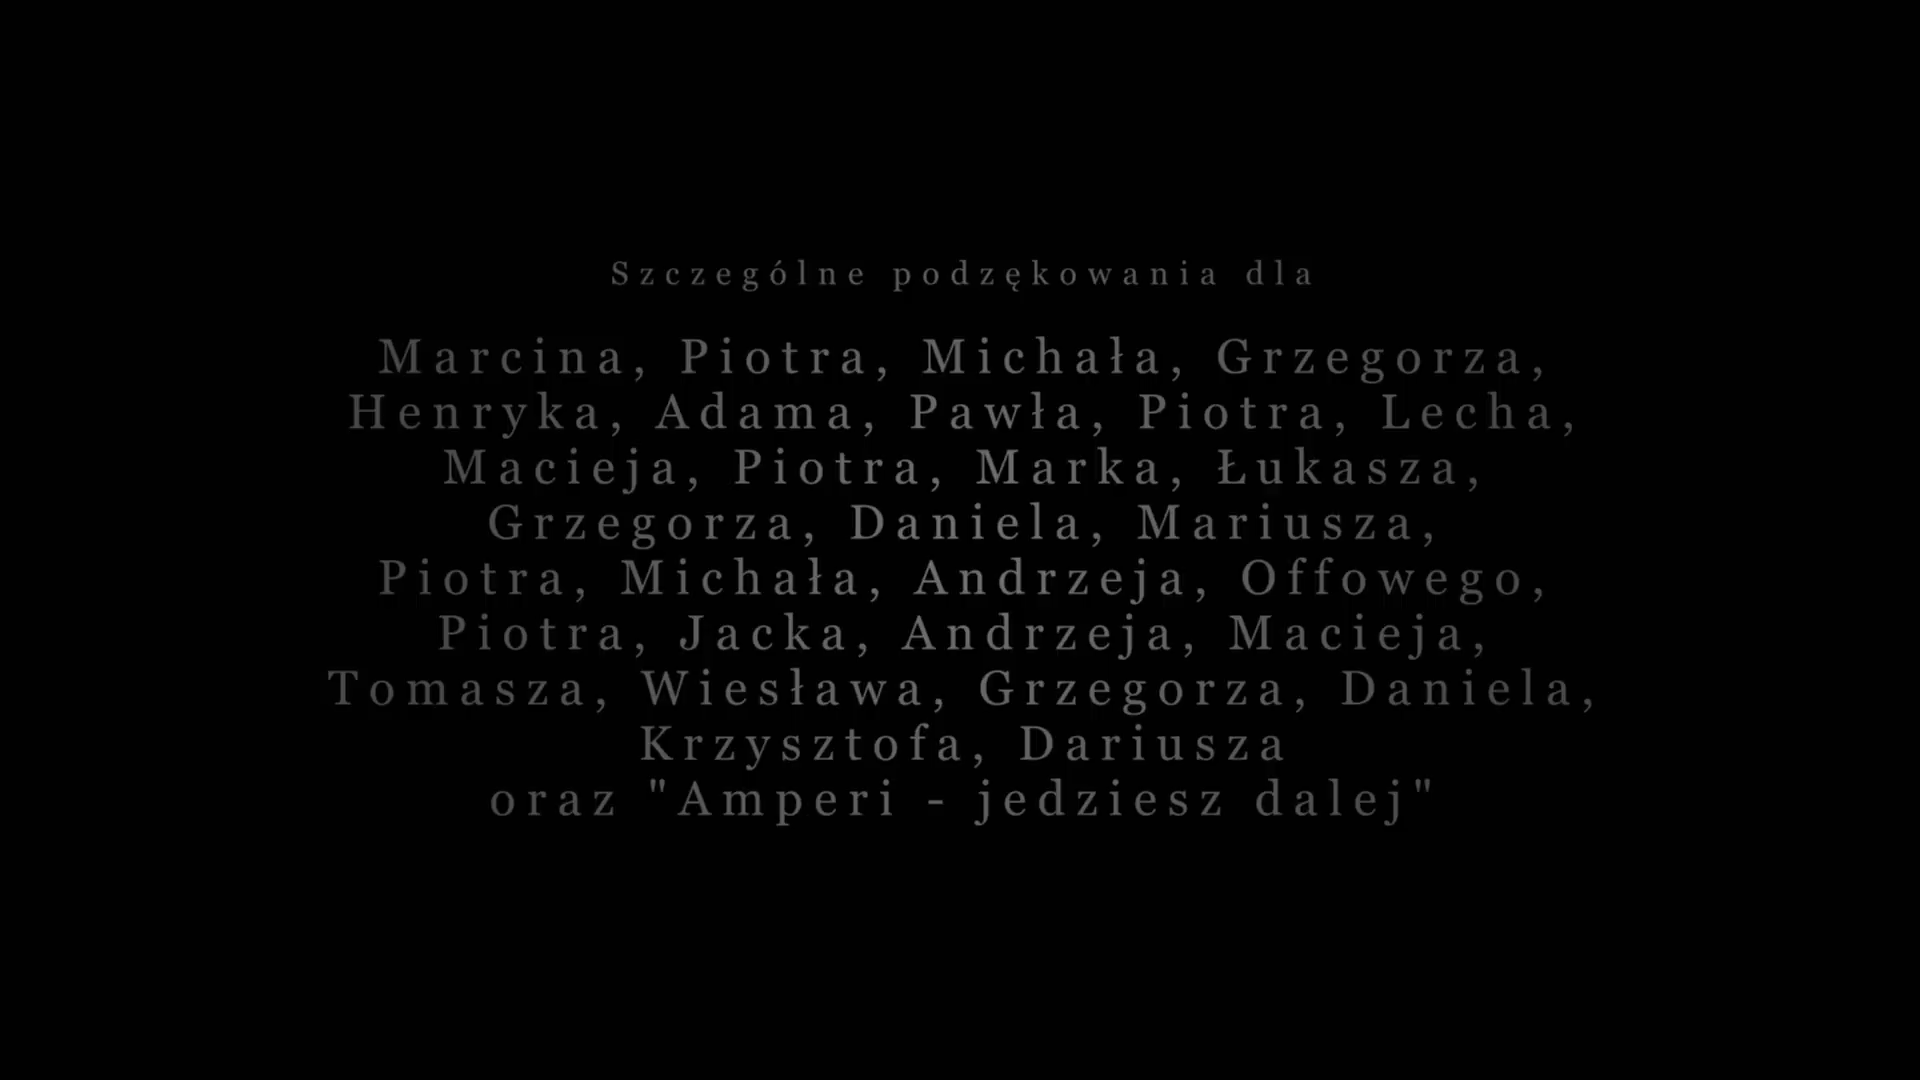 Szczególne podzękowania dla
Marcina, Piotra, Michała, Grzegorza,
Henryka, Adama, Pawła, Piotra, Lecha,
Macieja, Piotra, Marka, Łukasza,
Grzegorza, Daniela, Mariusza,
Piotra, Michała, Andrzeja, Offowego,
Piotra, Jacka, Andrzeja, Macieja,
Tomasza, Wiesława, Grzegorza, Daniela,
Krzysztofa, Dariusza
oraz "Amperi - jedziesz dalej"